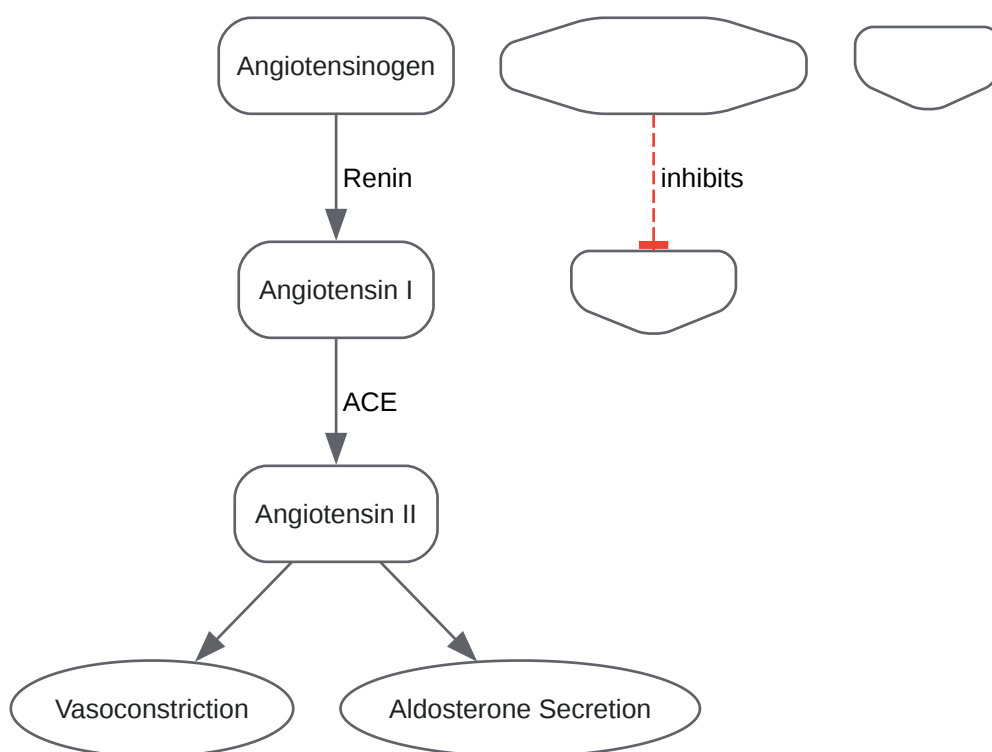 Angiotensinogen
Renin
inhibits
Angiotensin I
ACE
Angiotensin II
Vasoconstriction
Aldosterone Secretion